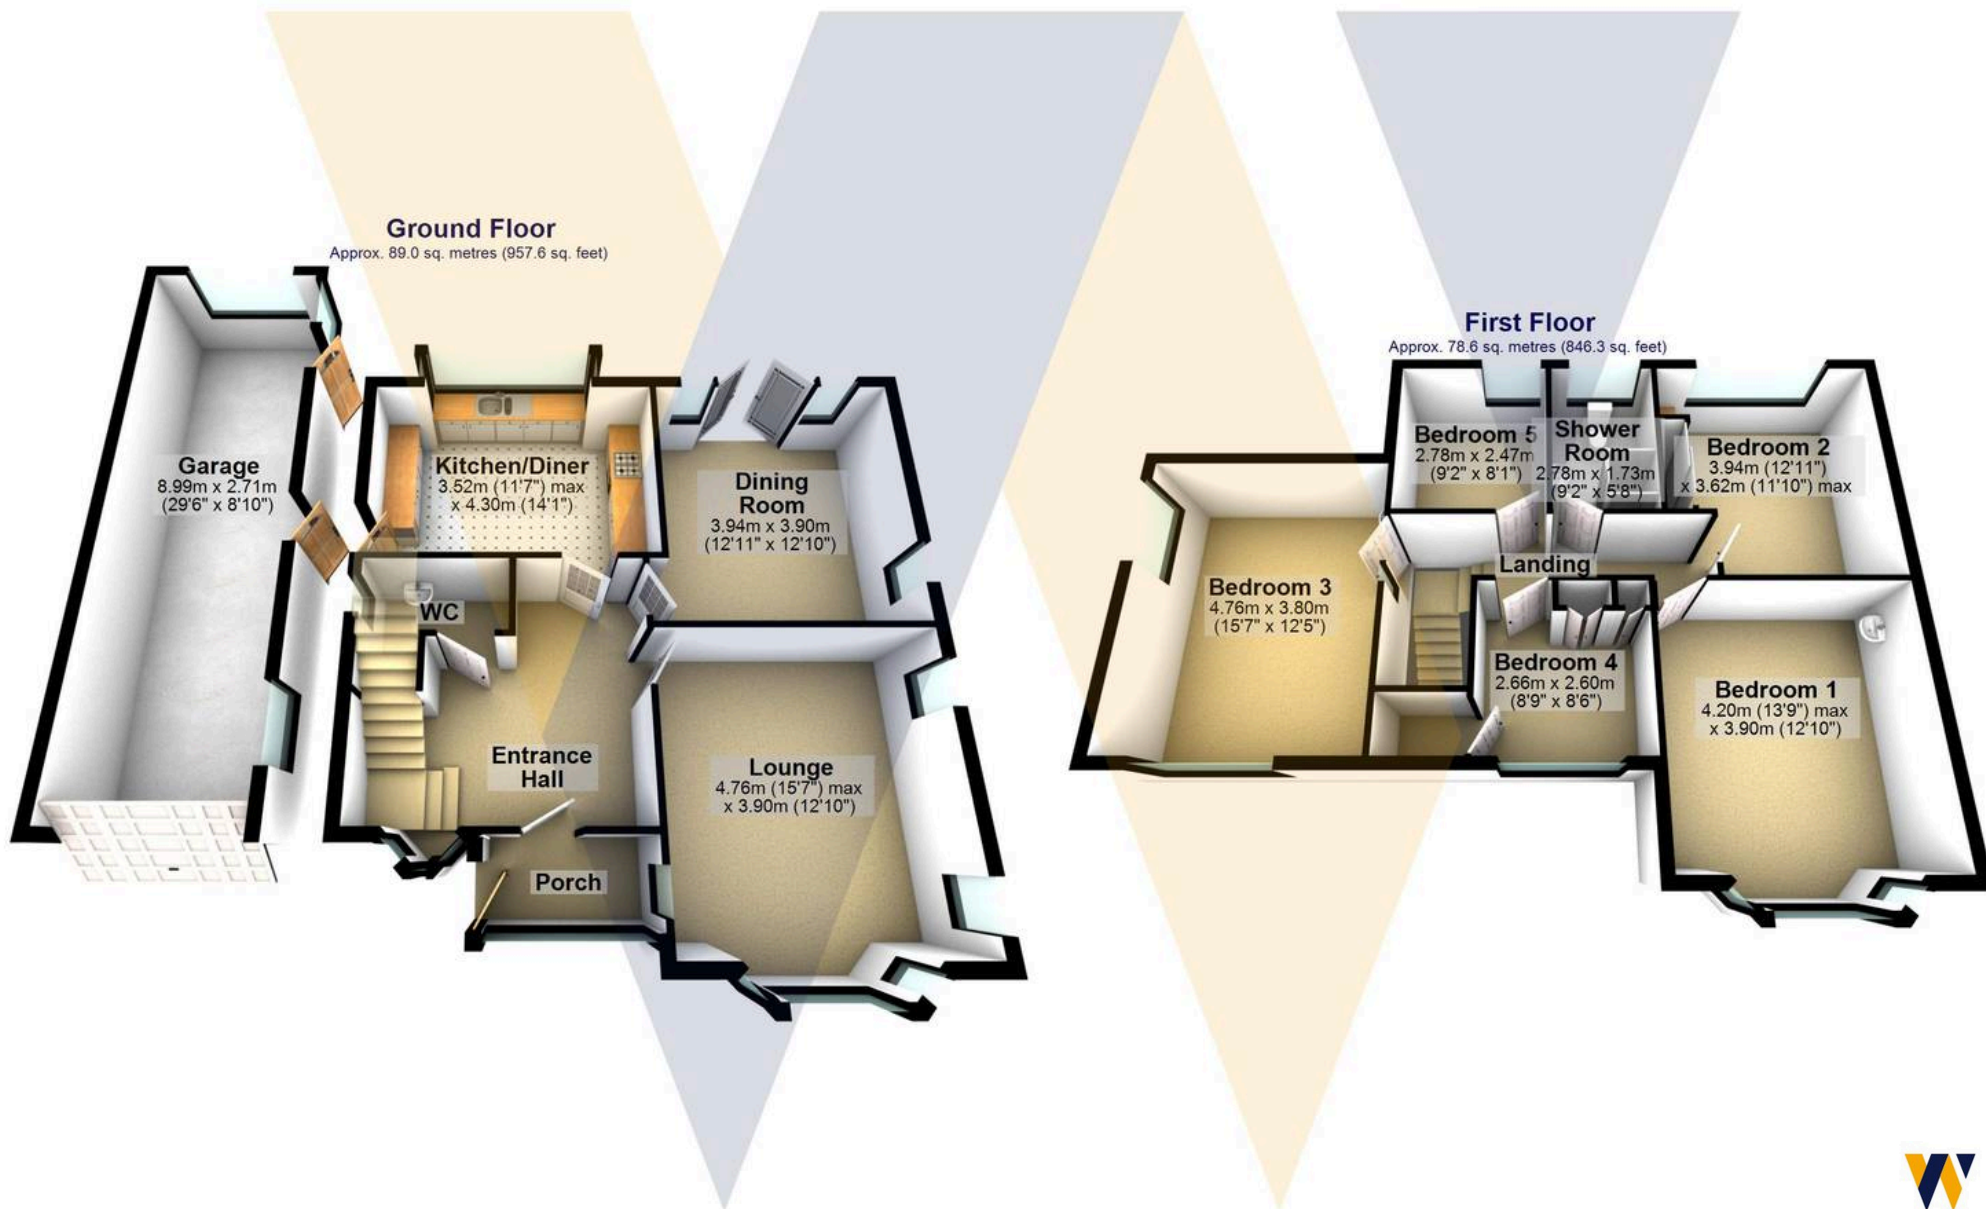 Ground Floor
Approx. 89.0 sq. metres (957.6 sq. feet)
Garage
8.99m x 2.71m
(29'6" x 8'10")
Kitchen/Diner
3.52m (11'7") max
x 4.30m (14'1")
Dining
Room
3.94m x 3.90m
(12'11" x 12'10")
WC
Entrance
Hall
Lounge
4.76m (15'7") max
x 3.90m (12'10")
Porch
First Floor
Approx. 78.6 sq. metres (846.3 sq. feet)
Bedroom 5
2.78m x 2.47m
(9'2" x 8'1")
Shower
Room
2.78m x 1.73m
(9'2" x 5'8")
Bedroom 2
3.94m (12'11")
x 3.62m (11'10") max
Landing
Bedroom 3
4.76m x 3.80m
(15'7" x 12'5")
Bedroom 4
2.66m x 2.60m
(8'9" x 8'6")
Bedroom 1
4.20m (13'9") max
x 3.90m (12'10")